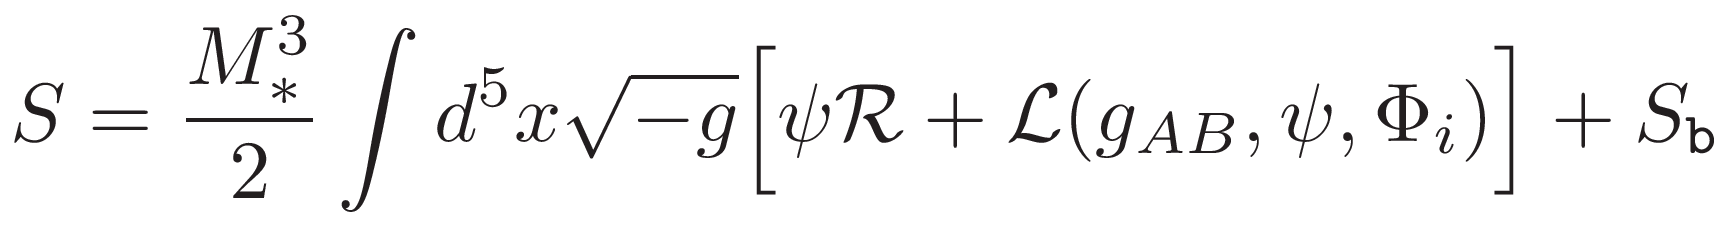 S = \frac{M_*^3}{2} \int d^5x \sqrt{-g} \Big[ \psi \mathcal{R} + \mathcal{L}(g_{AB}, \psi, \Phi_i) \Big] + S_{\mathsf{b}}